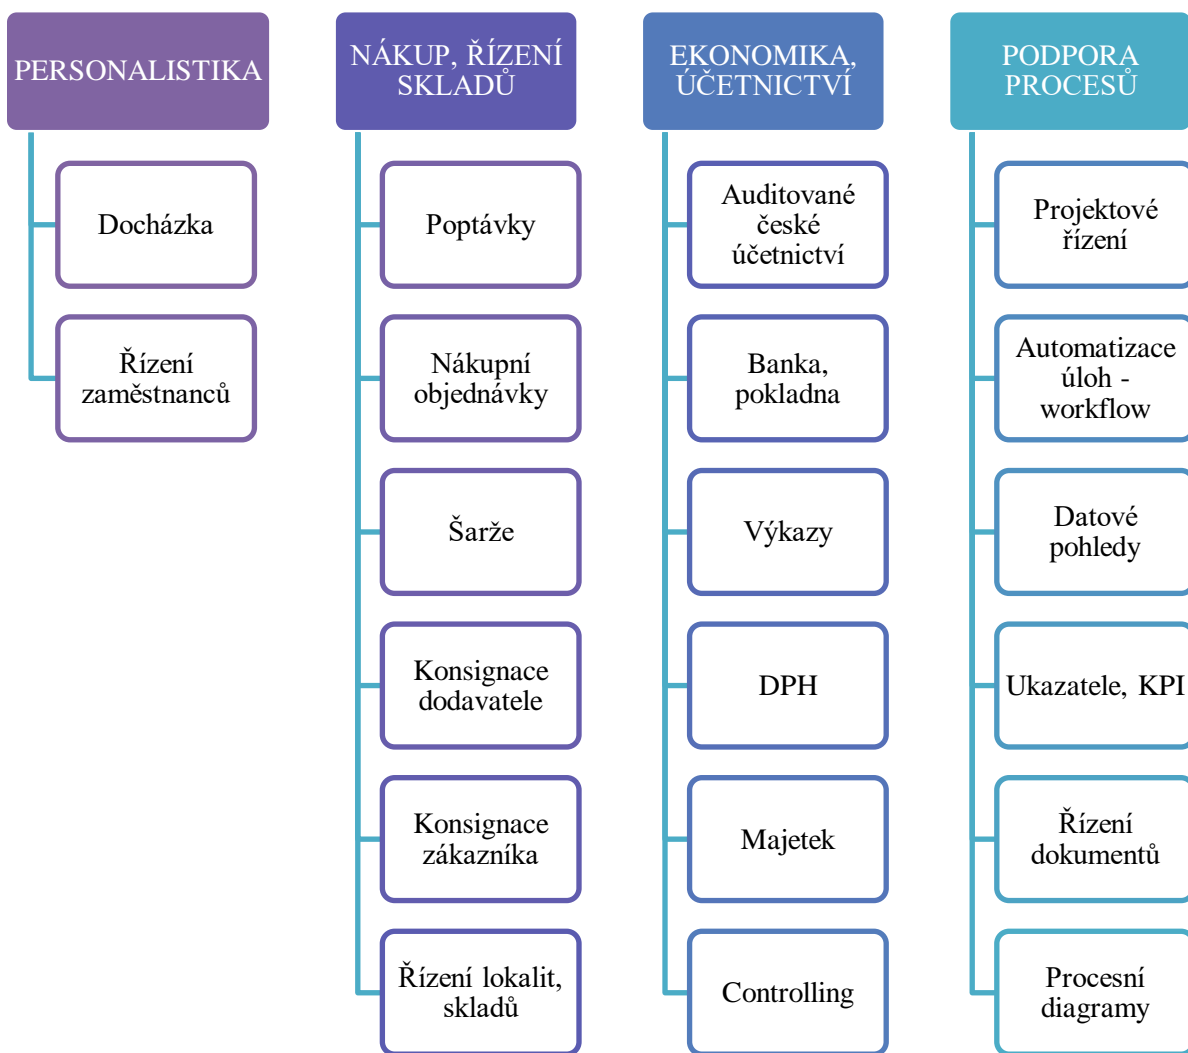 PERSONALISTIKA
Docházka
Řízení
zaměstnanců
NÁKUP, ŘÍZENÍ
SKLADŮ
Poptávky
Nákupní
objednávky
Šarže
Konsignace
dodavatele
Konsignace
zákazníka
Řízení lokalit,
skladů
EKONOMIKA,
ÚČETNICTVÍ
Auditované
české
účetnictví
Banka,
pokladna
Výkazy
DPH
Majetek
Controlling
PODPORA
PROCESŮ
Projektové
řízení
Automatizace
úloh -
workflow
Datové
pohledy
Ukazatele, KPI
Řízení
dokumentů
Procesní
diagramy